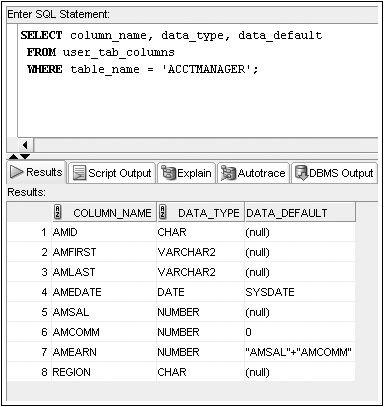 Enter SQL Statement:
SELECT column_name, data_type, data_default
FROM user_tab_columns
WHERE table_name = 'ACCTMANAGER';
Results Script Output Explain Autotrace DBMS Output
Results:
COLUMN_NAME DATA_TYPE DATA_DEFAULT
1 AMID CHAR (null)
2 AMFIRST VARCHAR2 (null)
3 AMLAST VARCHAR2 (null)
4 AMEDATE DATE SYSDATE
5 AMSAL NUMBER (null)
6 AMCOMM NUMBER 0
7 AMEARN NUMBER "AMSAL"+"AMCOMM"
8 REGION CHAR (null)